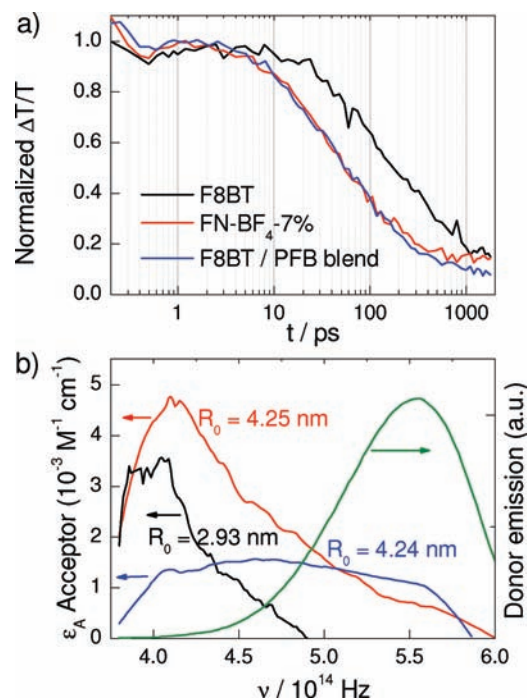 a)
Normalized ΔT/T
1.0
0.8
0.6
0.4
0.2
0.0
F8BT
FN-BF₄-7%
F8BT / PFB blend
1 10 100 1000
t / ps
b)
ε_A Acceptor (10⁻³ M⁻¹ cm⁻¹)
5
4
3
2
1
0
R₀ = 4.25 nm
R₀ = 2.93 nm
R₀ = 4.24 nm
Donor emission (a.u.)
4.0 4.5 5.0 5.5 6.0
ν / 10¹⁴ Hz